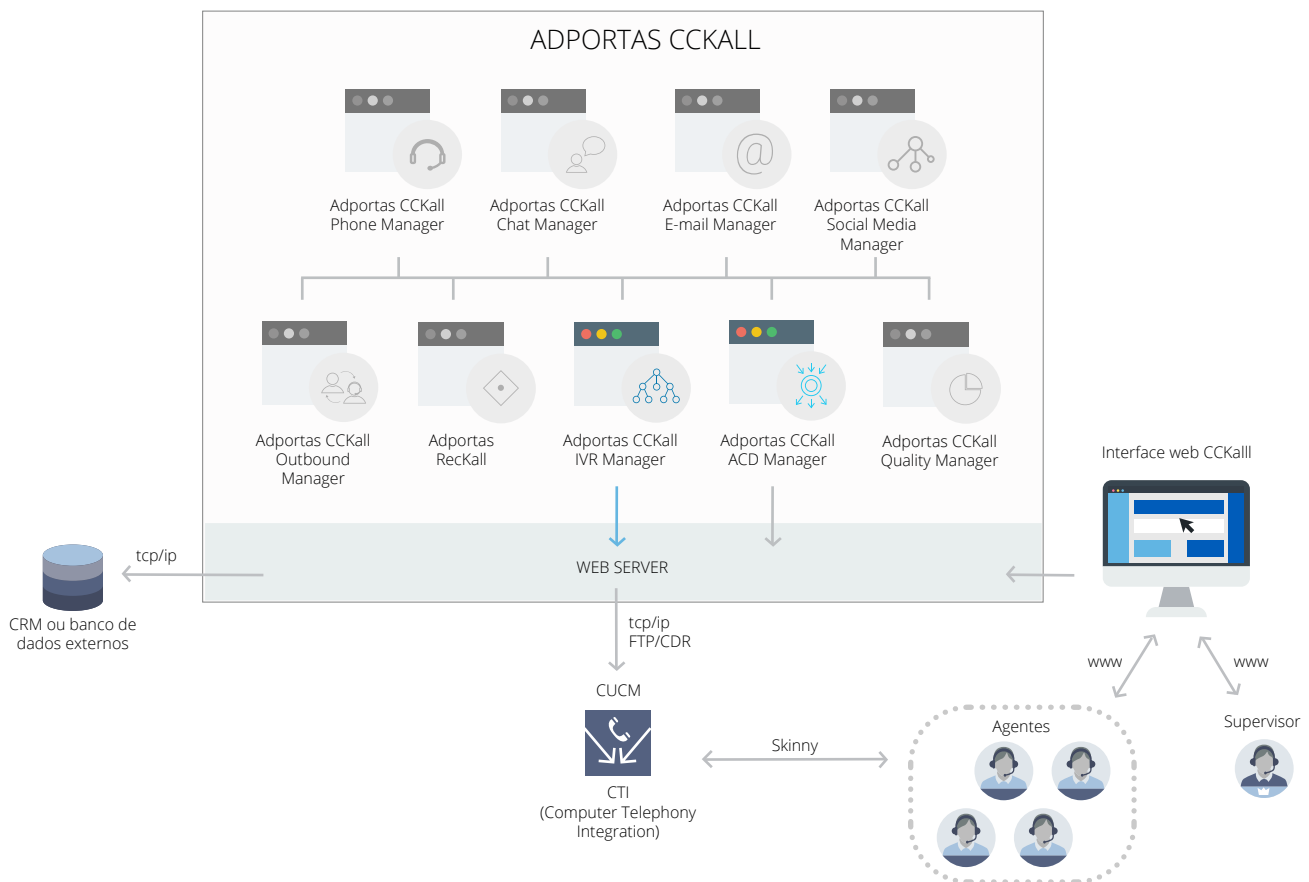 ADPORTAS CCKALL
Adportas CCKall
Phone Manager
Adportas CCKall
Chat Manager
Adportas CCKall
E-mail Manager
Adportas CCKall
Social Media
Manager
@
Adportas CCKall
Outbound
Manager
Adportas
RecKall
Adportas CCKall
IVR Manager
Adportas CCKall
ACD Manager
Adportas CCKall
Quality Manager
Interface web CCKalll
tcp/ip
WEB SERVER
CRM ou banco de
dados externos
tcp/ip
FTP/CDR
www
www
CUCM
Skinny
Agentes
Supervisor
CTI
(Computer Telephony
Integration)